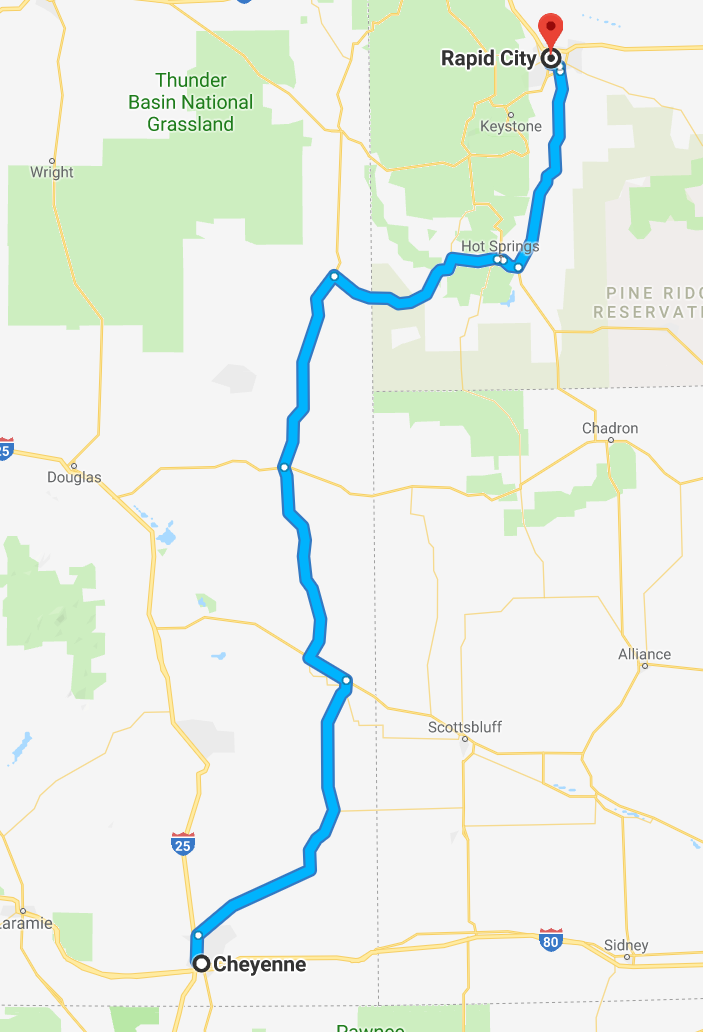 Rapid City
Thunder
Basin National
Grassland
Keystone
Wright
Hot Springs
PINE RIDG
RESERVATI
Chadron
25
Douglas
Alliance
Scottsbluff
25
aramie
80
Sidney
Cheyenne
Pawnee